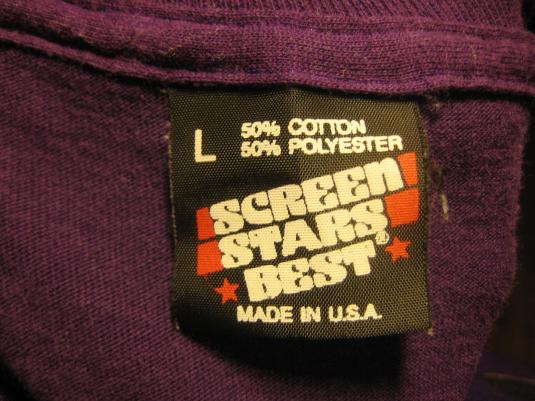 L
50% COTTON
50% POLYESTER
SCREEN
STARS
BEST®
MADE IN U.S.A.